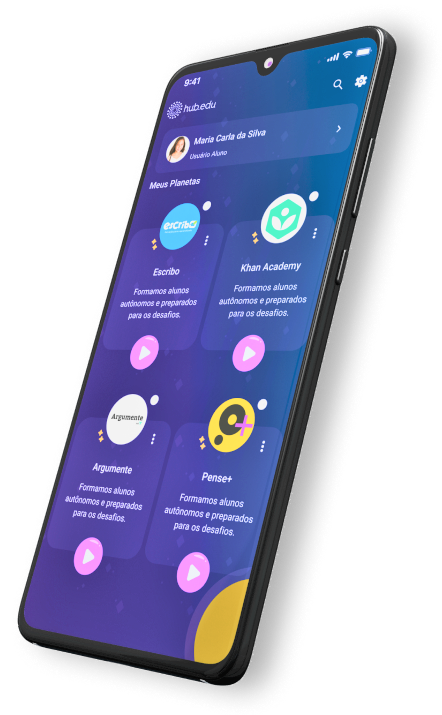 9:41
hub.edu
Maria Carla da Silva
Usuário Aluno
Meus Planetas
escribo
Escribo
Formamos alunos
autônomos e preparados
para os desafios.
Khan Academy
Formamos alunos
autônomos e preparados
para os desafios.
Argumente
Argumente
Formamos alunos
autônomos e preparados
para os desafios.
Pense+
Formamos alunos
autônomos e preparados
para os desafios.